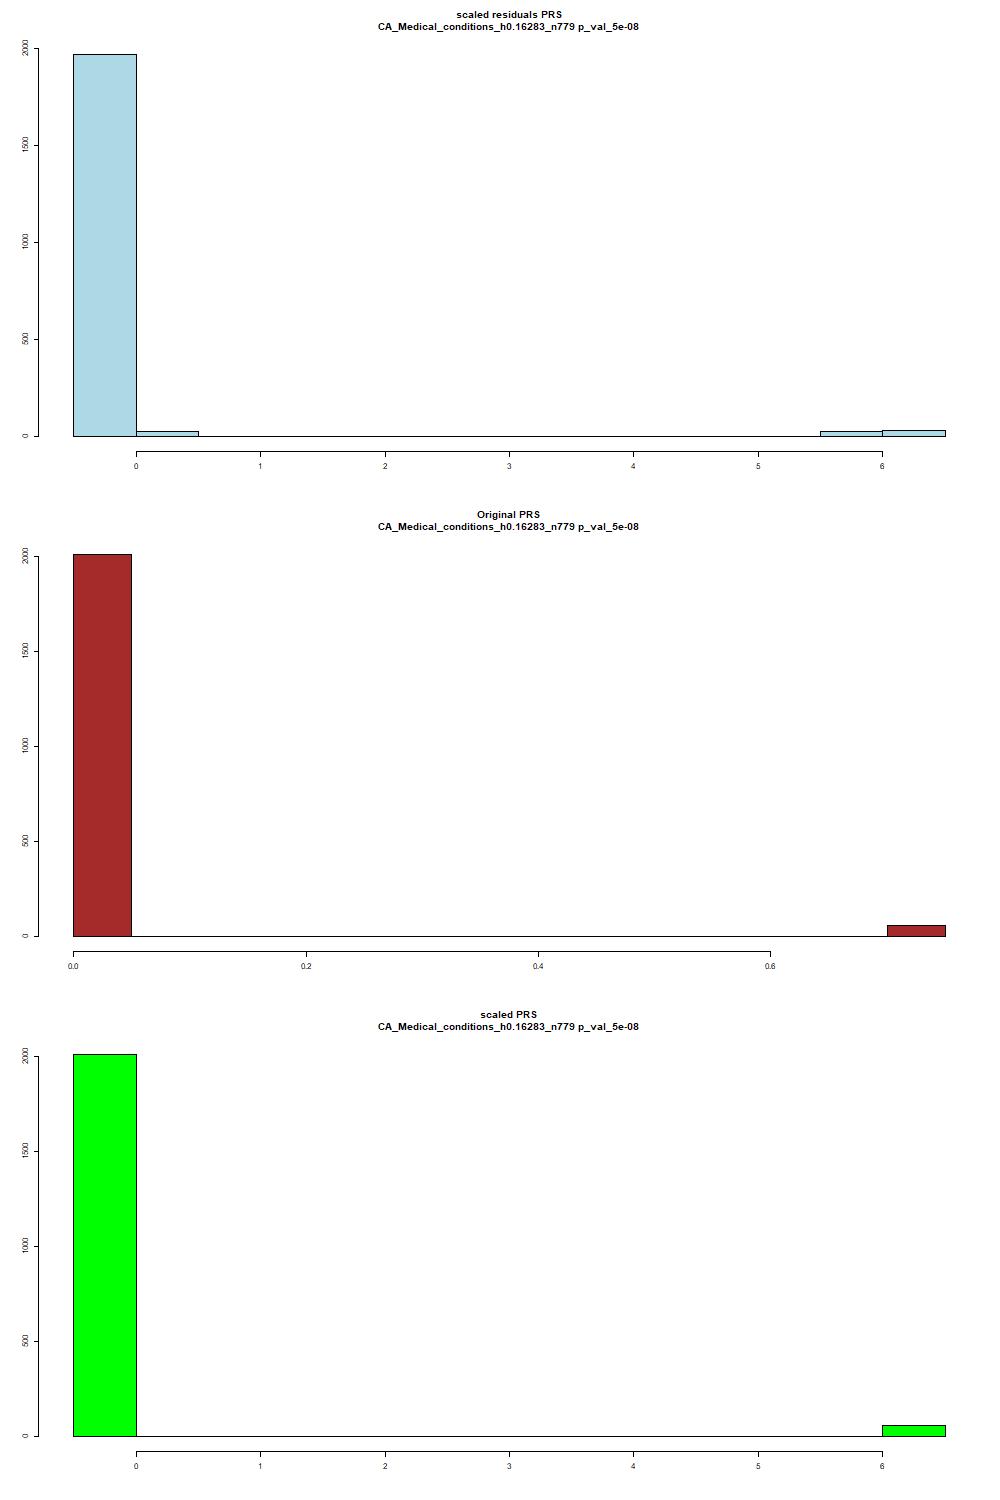 scaled residuals PRS
CA_Medical_conditions_h0.16283_n779 p_val_5e-08
2000
1500
1000
500
0
0 1 2 3 4 5 6
Original PRS
CA_Medical_conditions_h0.16283_n779 p_val_5e-08
2000
1500
1000
500
0
0.0 0.2 0.4 0.6
scaled PRS
CA_Medical_conditions_h0.16283_n779 p_val_5e-08
2000
1500
1000
500
0
0 1 2 3 4 5 6